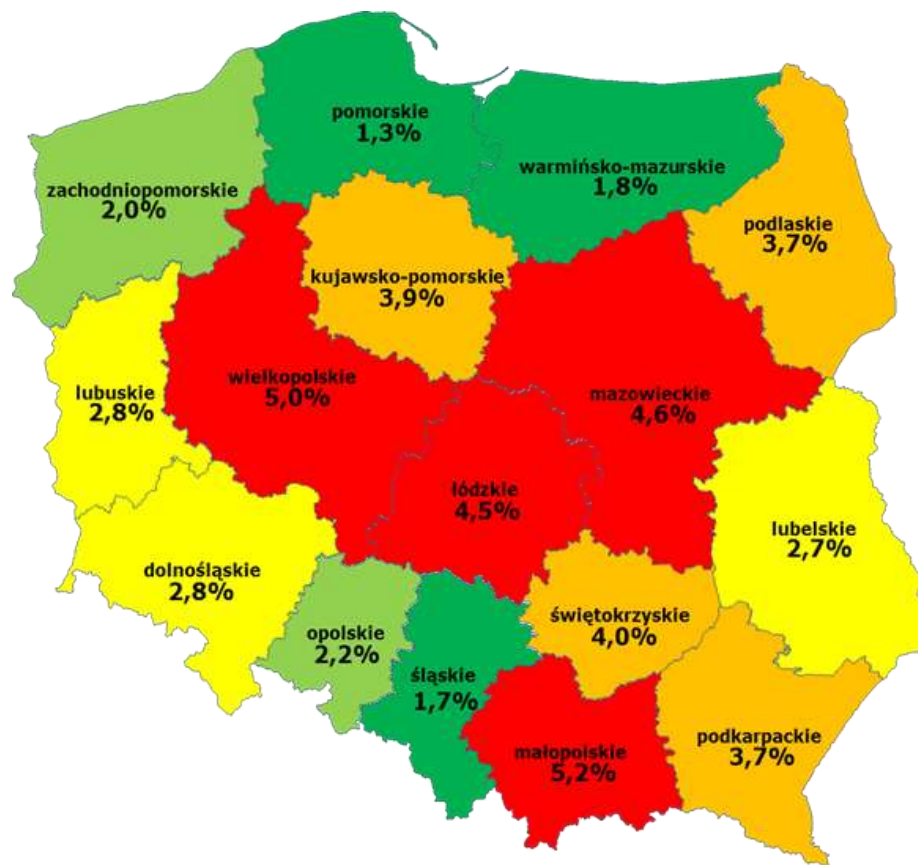 pomorskie
1,3%
warmińsko-mazurskie
1,8%
zachodniopomorskie
2,0%
podlaskie
3,7%
kujawsko-pomorskie
3,9%
wielkopolskie
5,0%
mazowieckie
4,6%
lubuskie
2,8%
łódzkie
4,5%
lubelskie
2,7%
dolnośląskie
2,8%
świętokrzyskie
4,0%
opolskie
2,2%
śląskie
1,7%
podkarpackie
3,7%
małopolskie
5,2%